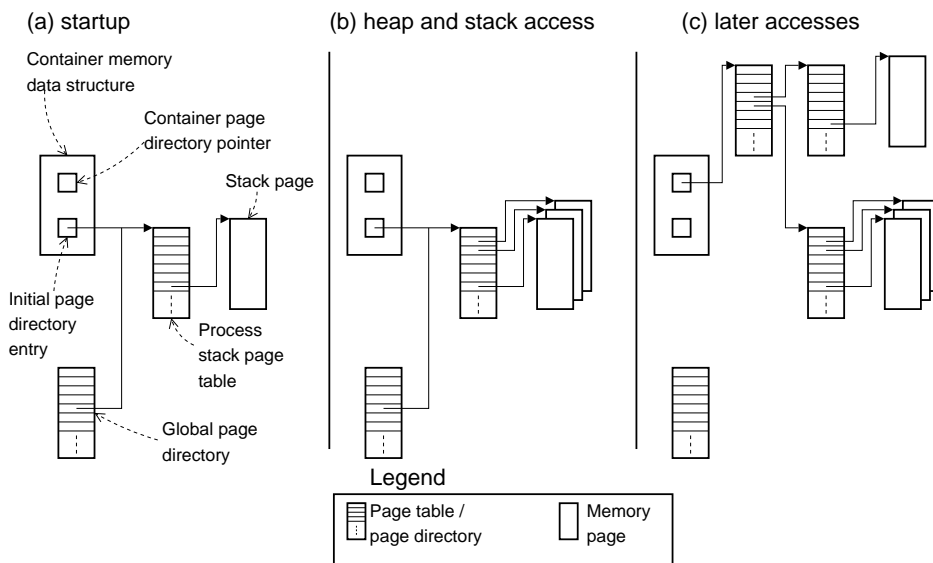 (a) startup
(b) heap and stack access
(c) later accesses
Container memory
data structure
Container page
directory pointer
Stack page
Initial page
directory
entry
Process
stack page
table
Global page
directory
Legend
Page table /
page directory
Memory
page